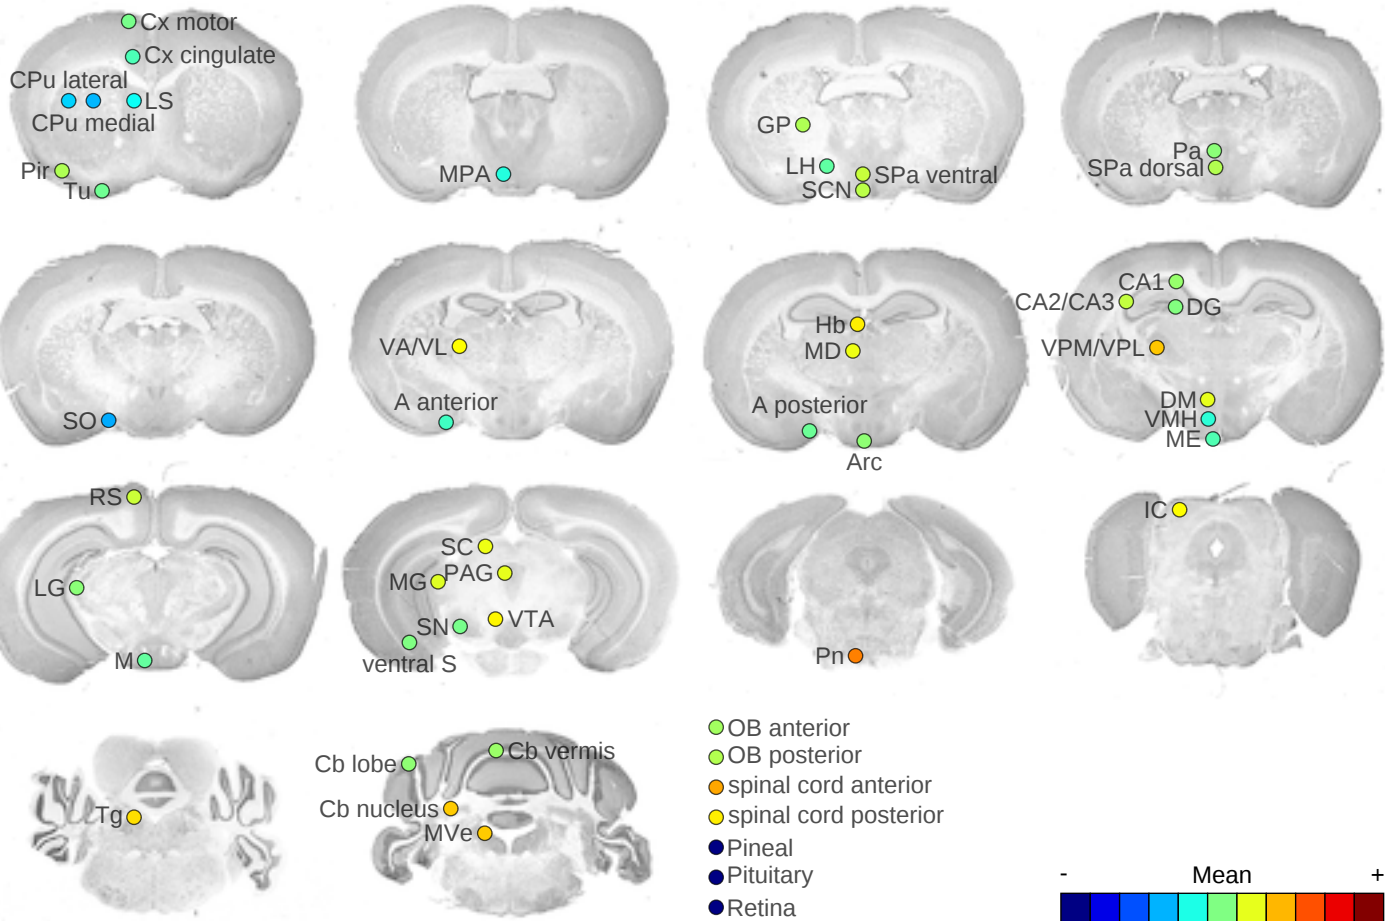 Cx motor
Cx cingulate
CPu lateral
LS
CPu medial
Pir
Tu
MPA
GP
LH
SPa ventral
SCN
Pa
SPa dorsal
SO
VA/VL
A anterior
Hb
MD
A posterior
Arc
CA1
CA2/CA3
DG
VPM/VPL
DM
VMH
ME
RS
LG
M
SC
MG
PAG
VTA
SN
ventral S
Pn
IC
Tg
Cb lobe
Cb vermis
Cb nucleus
MVe
OB anterior
OB posterior
spinal cord anterior
spinal cord posterior
Pineal
Pituitary
Retina
- Mean +